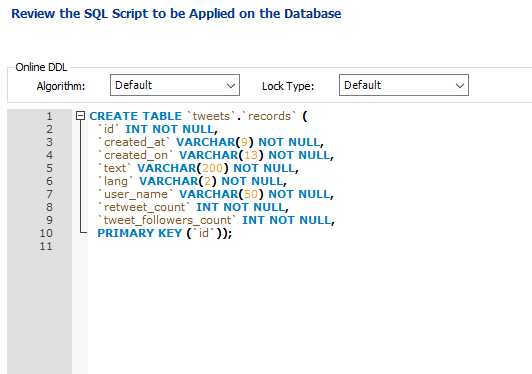 Review the SQL Script to be Applied on the Database
Online DDL
Algorithm: Default Lock Type: Default
1 CREATE TABLE `tweets`.`records` (
2 `id` INT NOT NULL,
3 `created_at` VARCHAR(9) NOT NULL,
4 `created_on` VARCHAR(13) NOT NULL,
5 `text` VARCHAR(200) NOT NULL,
6 `lang` VARCHAR(2) NOT NULL,
7 `user_name` VARCHAR(50) NOT NULL,
8 `retweet_count` INT NOT NULL,
9 `tweet_followers_count` INT NOT NULL,
10 PRIMARY KEY (`id`));
11